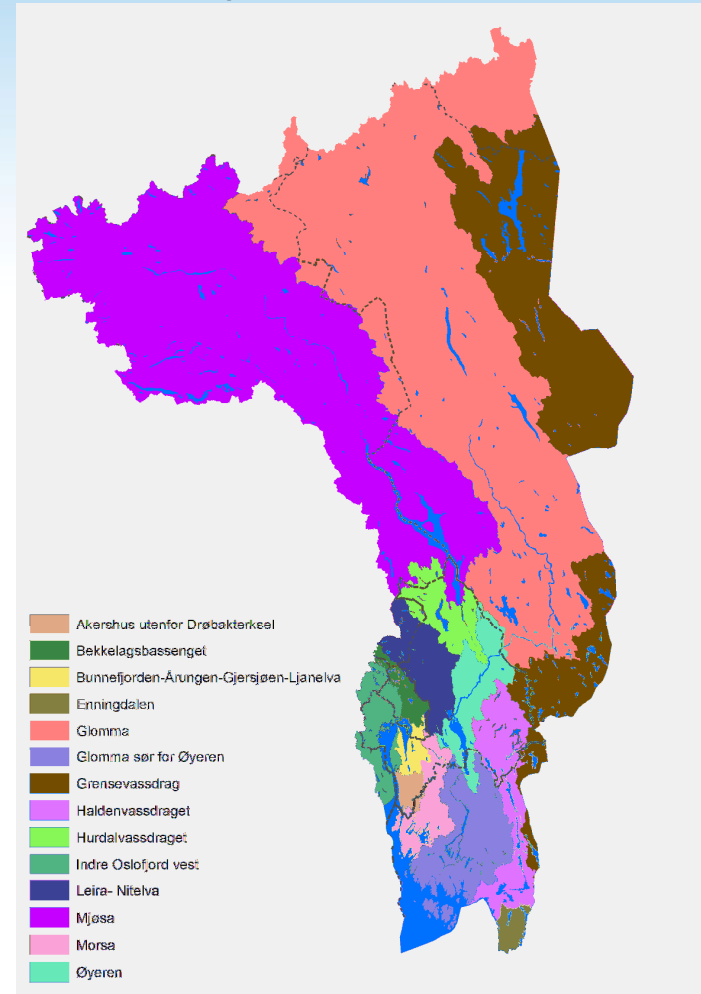 Akershus utenfor Drøbakterksel
Bekkelagsbassenget
Bunnefjorden-Årungen-Gjersjøen-Ljanelva
Enningdalen
Glomma
Glomma sør for Øyeren
Grensevassdrag
Haldenvassdraget
Hurdalvassdraget
Indre Oslofjord vest
Leira- Nitelva
Mjøsa
Morsa
Øyeren